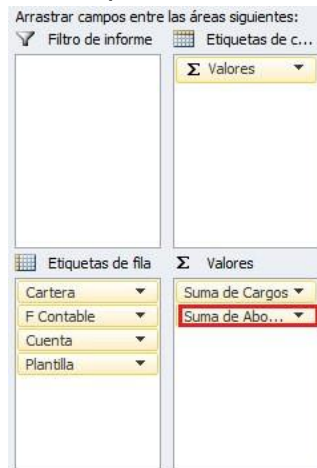 Arrastrar campos entre las áreas siguientes:
Filtro de informe
Etiquetas de c...
Σ Valores
Etiquetas de fila
Σ Valores
Cartera
F Contable
Cuenta
Plantilla
Suma de Cargos
Suma de Abo...